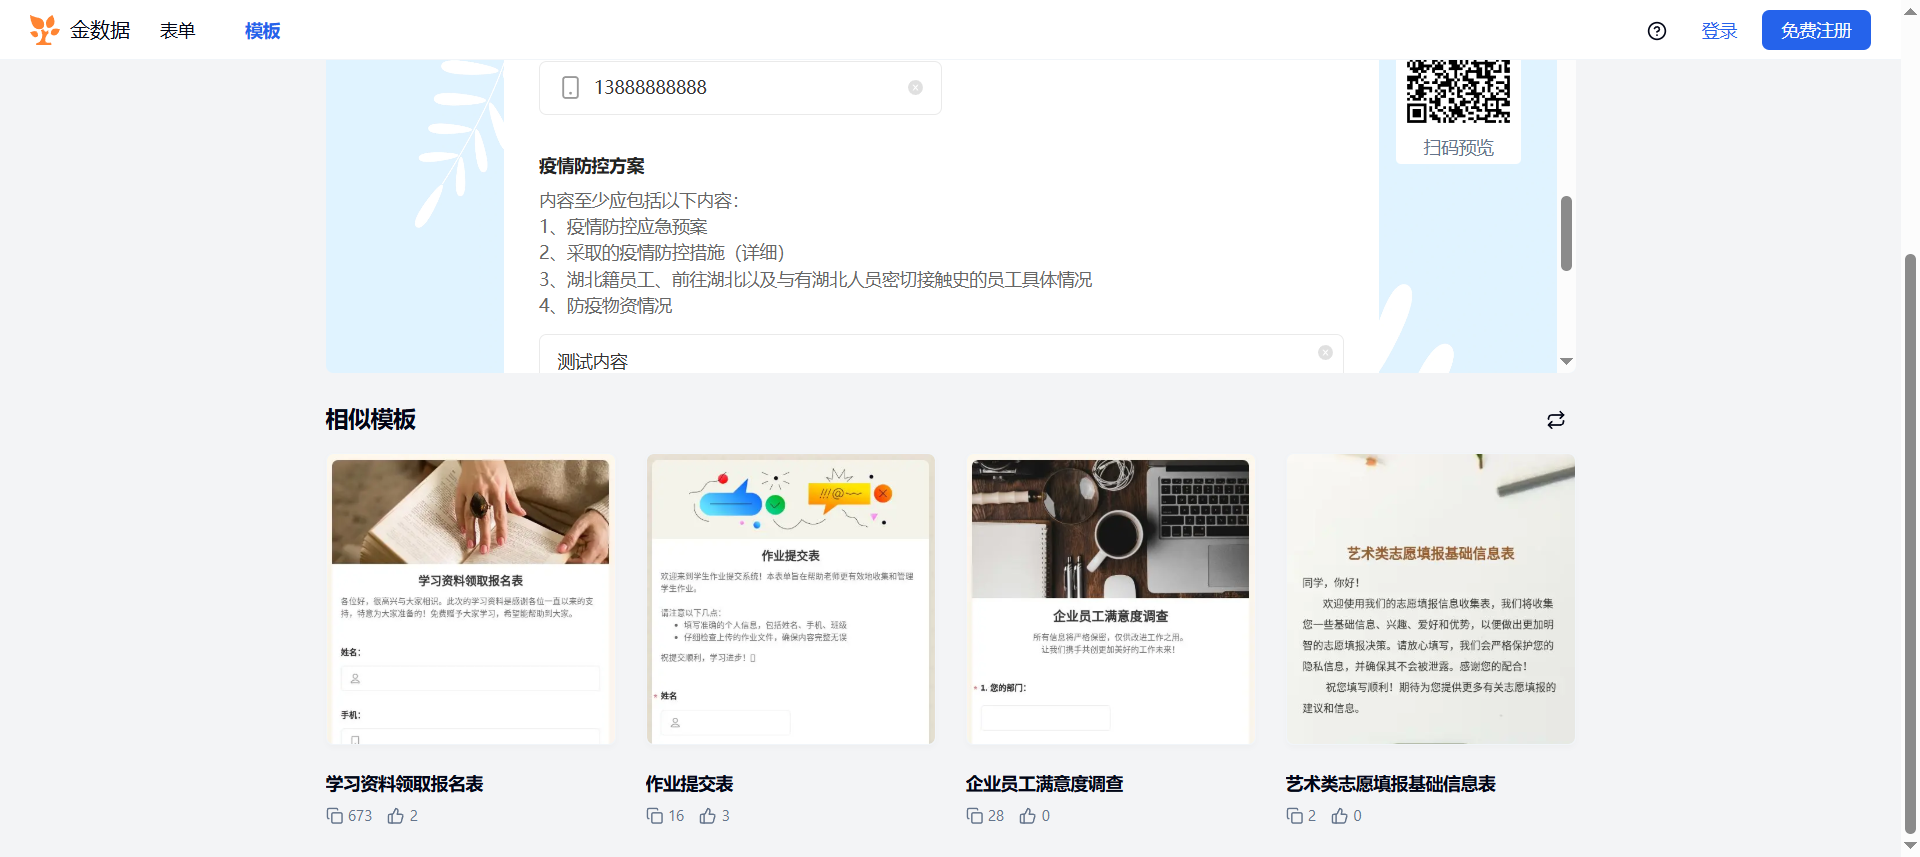 金数据
表单
模板
登录
免费注册
13888888888
扫码预览
疫情防控方案
内容至少应包括以下内容：
1、疫情防控应急预案
2、采取的疫情防控措施（详细）
3、湖北籍员工、前往湖北以及与有湖北人员密切接触史的员工具体情况
4、防疫物资情况
测试内容
相似模板
学习资料领取报名表
各位好，很高兴与大家相识。此次的学习资料是感谢各位一直以来的支
持，特意为大家准备的！免费赠予大家学习，希望能帮助到大家。
姓名：
手机：
!!!@~~
作业提交表
欢迎来到学生作业提交系统！本表单旨在帮助老师更有效地收集和管理
学生作业。
请注意以下几点：
• 填写准确的个人信息，包括姓名、手机、班级
• 仔细检查上传的作业文件，确保内容完整无误
祝提交顺利，学习进步！
* 姓名
企业员工满意度调查
所有信息将严格保密，仅供改进工作之用。
让我们携手共创更加美好的工作未来！
* 1. 您的部门：
艺术类志愿填报基础信息表
同学，你好！
欢迎使用我们的志愿填报信息收集表，我们将收集
您一些基础信息、兴趣、爱好和优势，以便做出更加明
智的志愿填报决策。请放心填写，我们会严格保护您的
隐私信息，并确保其不会被泄露。感谢您的配合！
祝您填写顺利！期待为您提供更多有关志愿填报的
建议和信息。
学习资料领取报名表
673 2
作业提交表
16 3
企业员工满意度调查
28 0
艺术类志愿填报基础信息表
2 0